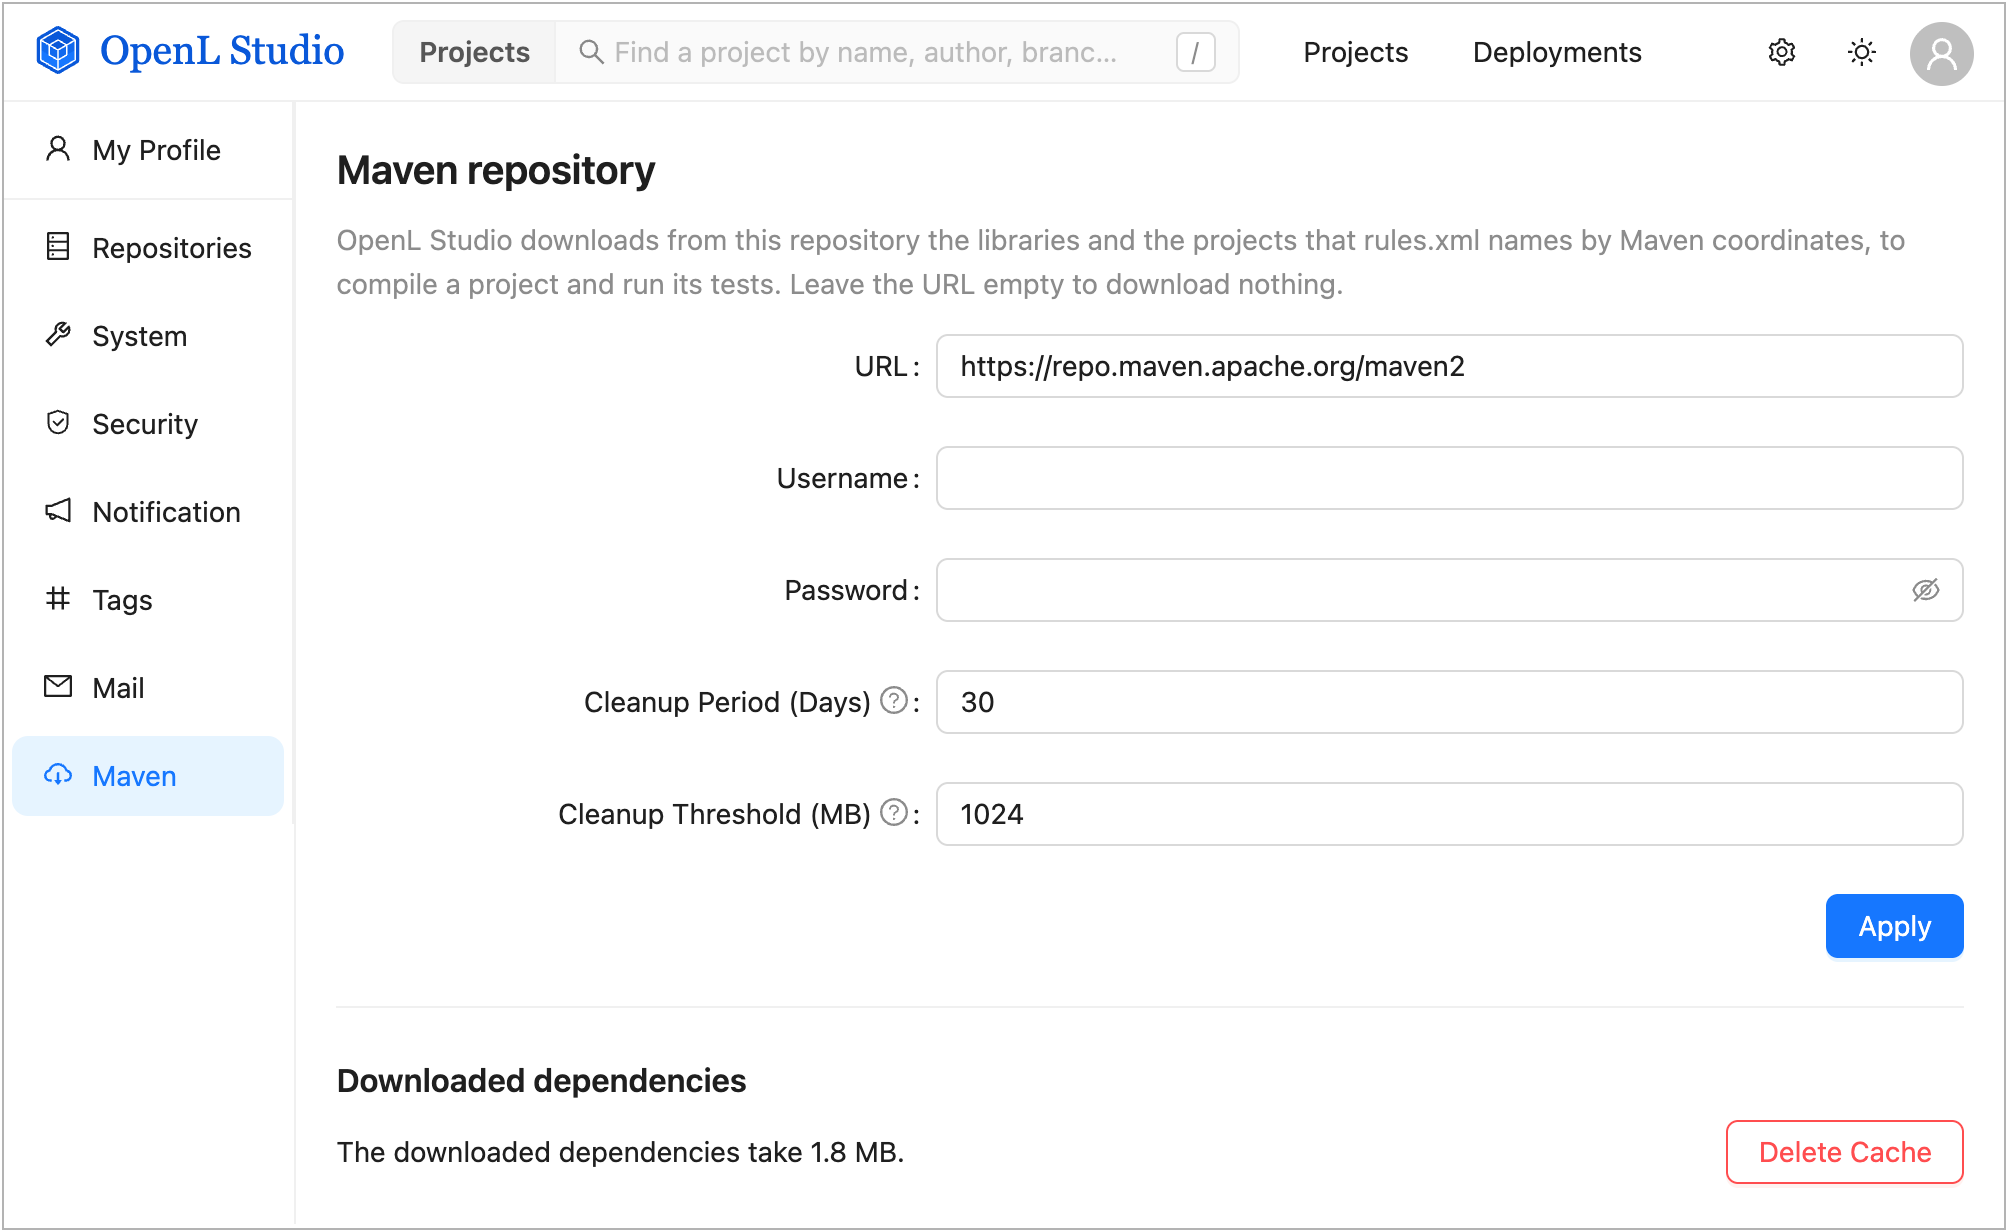 OpenL Studio
Projects
Find a project by name, author, branc...
/
Projects
Deployments
My Profile
Repositories
System
Security
Notification
Tags
Mail
Maven
Maven repository
OpenL Studio downloads from this repository the libraries and the projects that rules.xml names by Maven coordinates, to
compile a project and run its tests. Leave the URL empty to download nothing.
URL: https://repo.maven.apache.org/maven2
Username:
Password:
Cleanup Period (Days) ?: 30
Cleanup Threshold (MB) ?: 1024
Apply
Downloaded dependencies
The downloaded dependencies take 1.8 MB.
Delete Cache